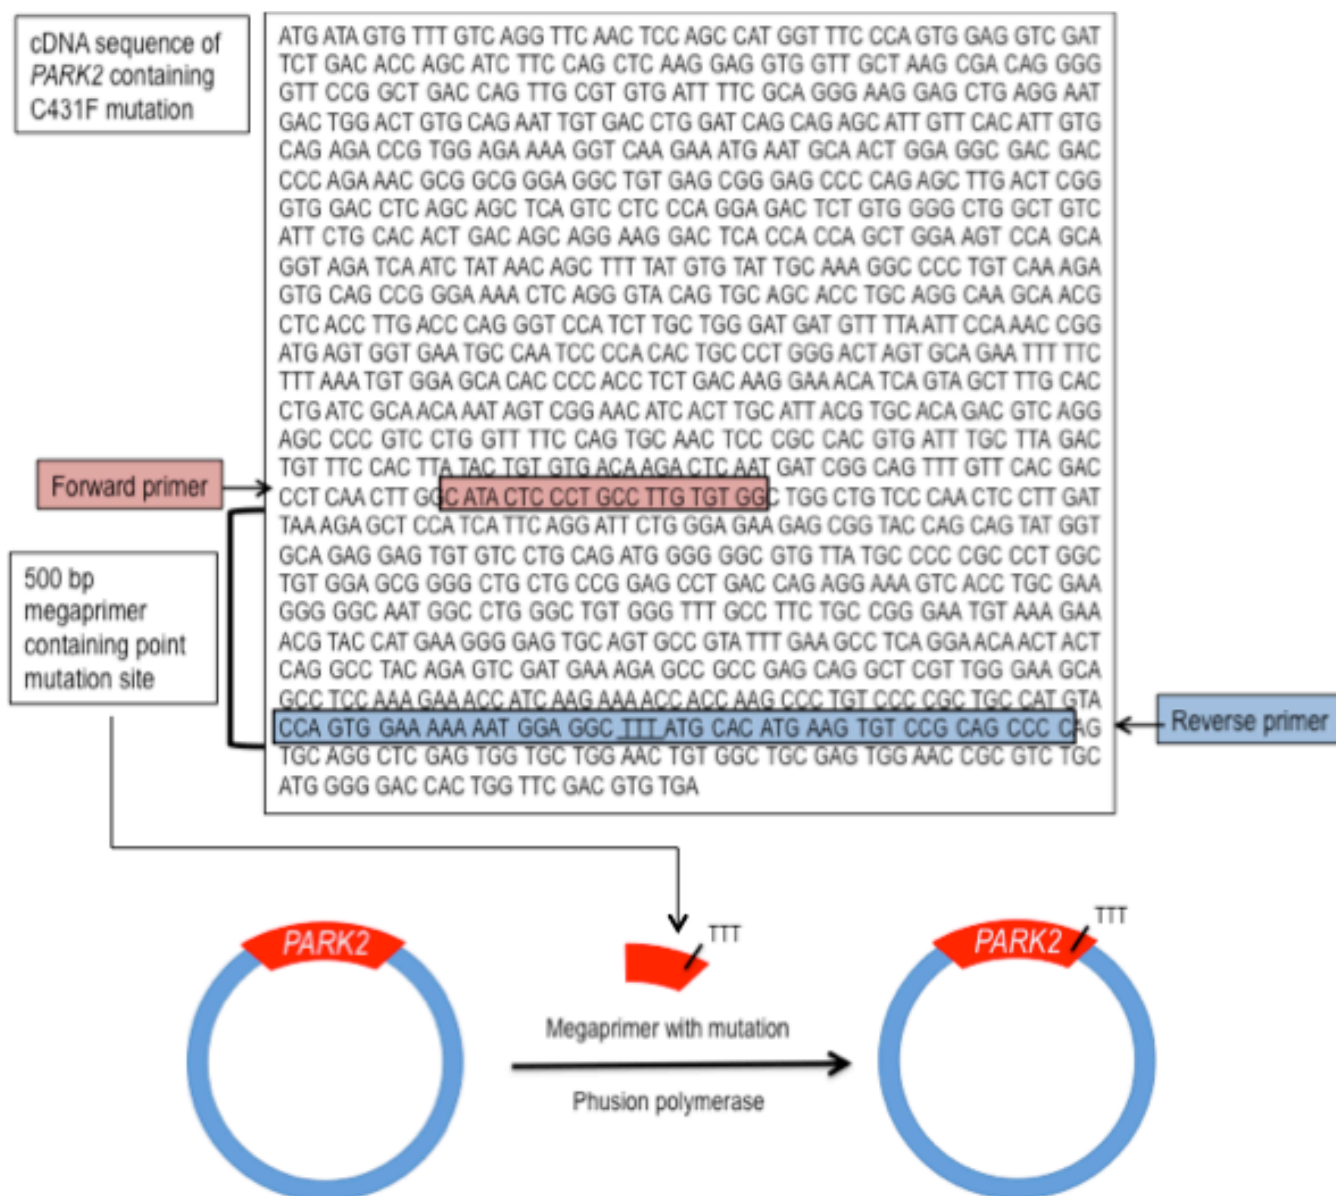 cDNA sequence of
PARK2 containing
C431F mutation
ATG ATA GTG TTT GTC AGG TTC AAC TCC AGC CAT GGT TTC CCA GTG GAG GTC GAT
TCT GAC ACC AGC ATC TTC CAG CTC AAG GAG GTG GTT GCT AAG CGA CAG GGG
GTT CCG GCT GAC CAG TTG CGT GTG ATT TTC GCA GGG AAG GAG CTG AGG AAT
GAC TGG ACT GTG CAG AAT TGT GAC CTG GAT CAG CAG AGC ATT GTT CAC ATT GTG
CAG AGA CCG TGG AGA AAA GGT CAA GAA ATG AAT GCA ACT GGA GGC GAC GAC
CCC AGA AAC GCG GCG GGA GGC TGT GAG CGG GAG CCC CAG AGC TTG ACT CGG
GTG GAC CTC AGC AGC TCA GTC CTC CCA GGA GAC TCT GTG GGG CTG GCT GTC
ATT CTG CAC ACT GAC AGC AGG AAG GAC TCA CCA CCA GCT GGA AGT CCA GCA
GGT AGA TCA ATC TAT AAC AGC TTT TAT GTG TAT TGC AAA GGC CCC TGT CAA AGA
GTG CAG CCG GGA AAA CTC AGG GTA CAG TGC AGC ACC TGC AGG CAA GCA ACG
CTC ACC TTG ACC CAG GGT CCA TCT TGC TGG GAT GAT GTT TTA ATT CCA AAC CGG
ATG AGT GGT GAA TGC CAA TCC CCA CAC TGC CCT GGG ACT AGT GCA GAA TTT TTC
TTT AAA TGT GGA GCA CAC CCC ACC TCT GAC AAG GAA ACA TCA GTA GCT TTG CAC
CTG ATC GCA ACA AAT AGT CGG AAC ATC ACT TGC ATT ACG TGC ACA GAC GTC AGG
AGC CCC GTC CTG GTT TTC CAG TGC AAC TCC CGC CAC GTG ATT TGC TTA GAC
TGT TTC CAC TTA TAC TGT GTG ACA AGA CTC AAT GAT CGG CAG TTT GTT CAC GAC
Forward primer
CCT CAA CTT GGC ATA CTC CCT GCC TTG TGT GGC TGG CTG TCC CAA CTC CTT GAT
TAA AGA GCT CCA TCA TTC AGG ATT CTG GGA GAA GAG CGG TAC CAG CAG TAT GGT
GCA GAG GAG TGT GTC CTG CAG ATG GGG GGC GTG TTA TGC CCC CGC CCT GGC
TGT GGA GCG GGG CTG CTG CCG GAG CCT GAC CAG AGG AAA GTC ACC TGC GAA
GGG GGC AAT GGC CTG GGC TGT GGG TTT GCC TTC TGC CGG GAA TGT AAA GAA
ACG TAC CAT GAA GGG GAG TGC AGT GCC GTA TTT GAA GCC TCA GGA ACA ACT ACT
CAG GCC TAC AGA GTC GAT GAA AGA GCC GCC GAG CAG GCT CGT TGG GAA GCA
GCC TCC AAA GAA ACC ATC AAG AAA ACC ACC AAG CCC TGT CCC CGC TGC CAT GTA
CCA GTG GAA AAA AAT GGA GGC TTT ATG CAC ATG AAG TGT CCG CAG CCC CAG
Reverse primer
TGC AGG CTC GAG TGG TGC TGG AAC TGT GGC TGC GAG TGG AAC CGC GTC TGC
ATG GGG GAC CAC TGG TTC GAC GTG TGA
500 bp
megaprimer
containing point
mutation site
PARK2
TTT
Megaprimer with mutation
Phusion polymerase
PARK2
TTT